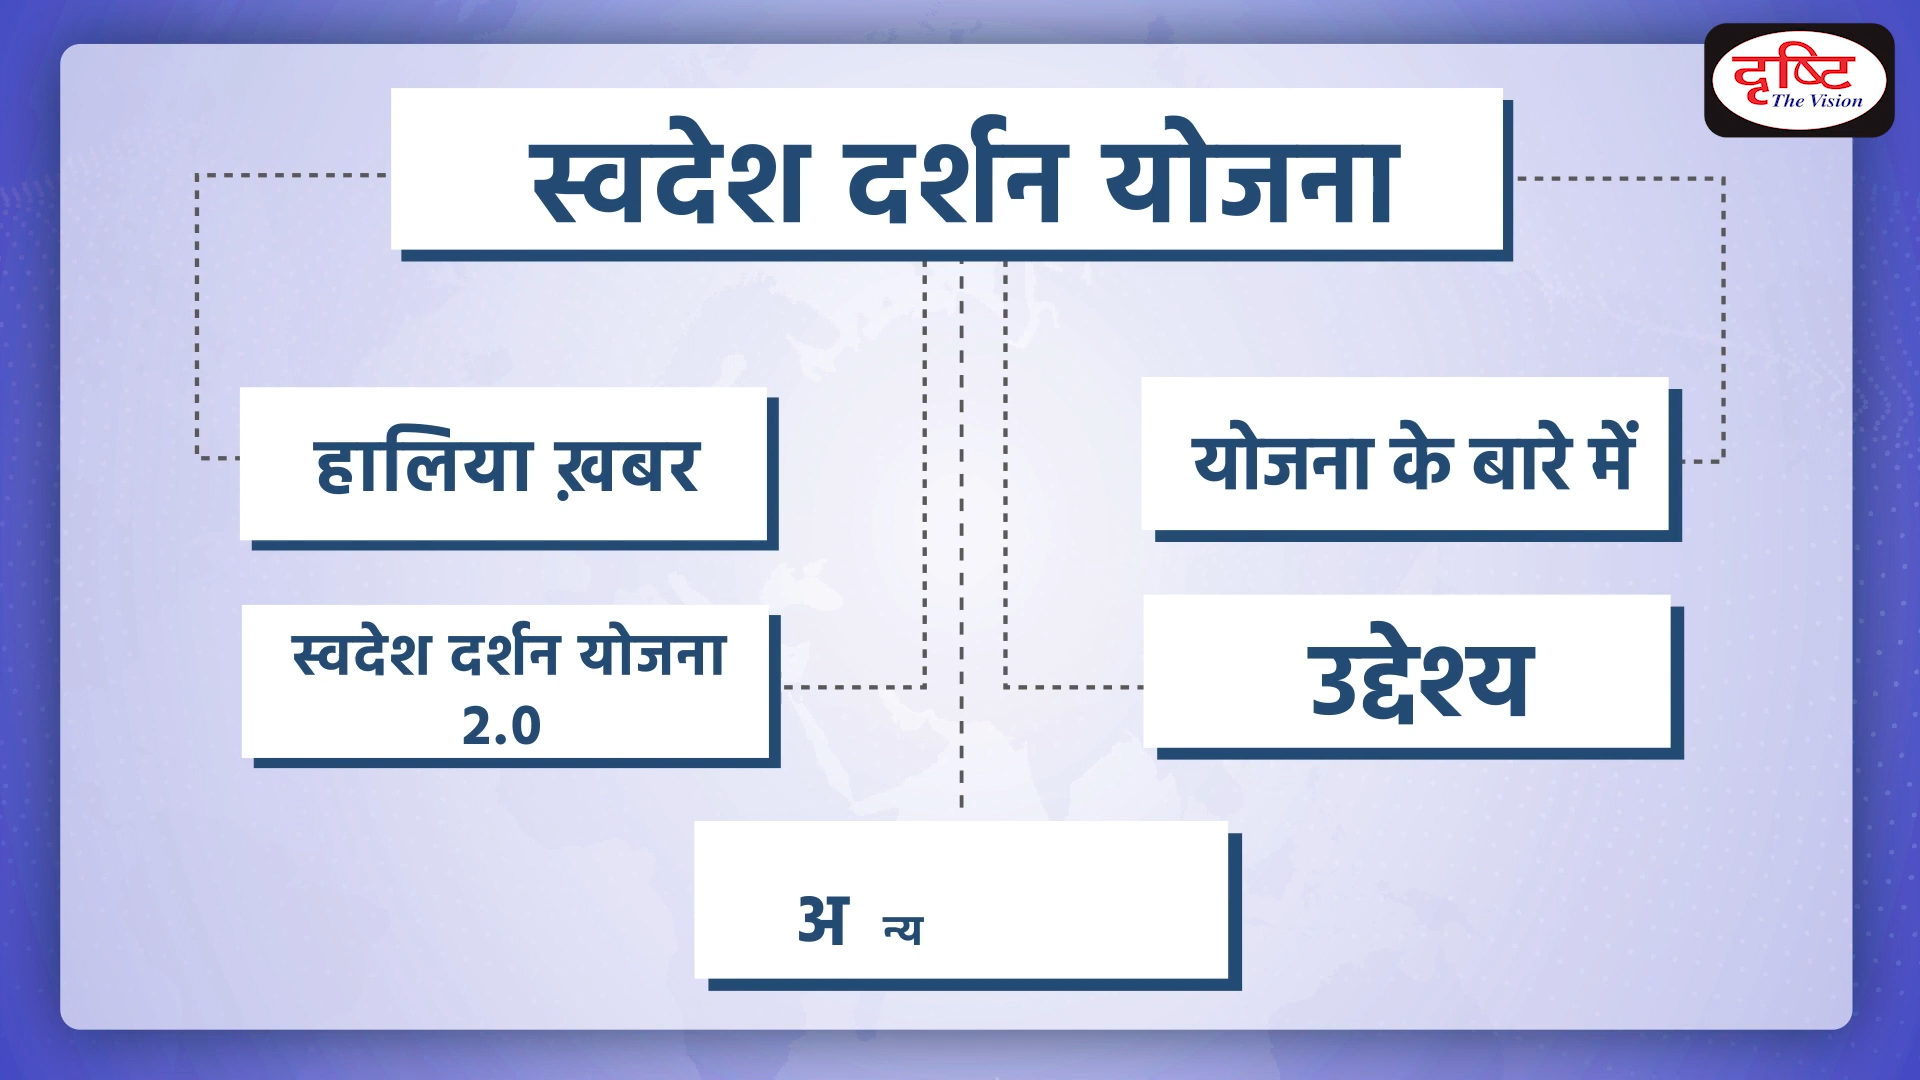 दृष्टि
The Vision
स्वदेश दर्शन योजना
हालिया ख़बर
योजना के बारे में
स्वदेश दर्शन योजना
2.0
उद्देश्य
अ न्य